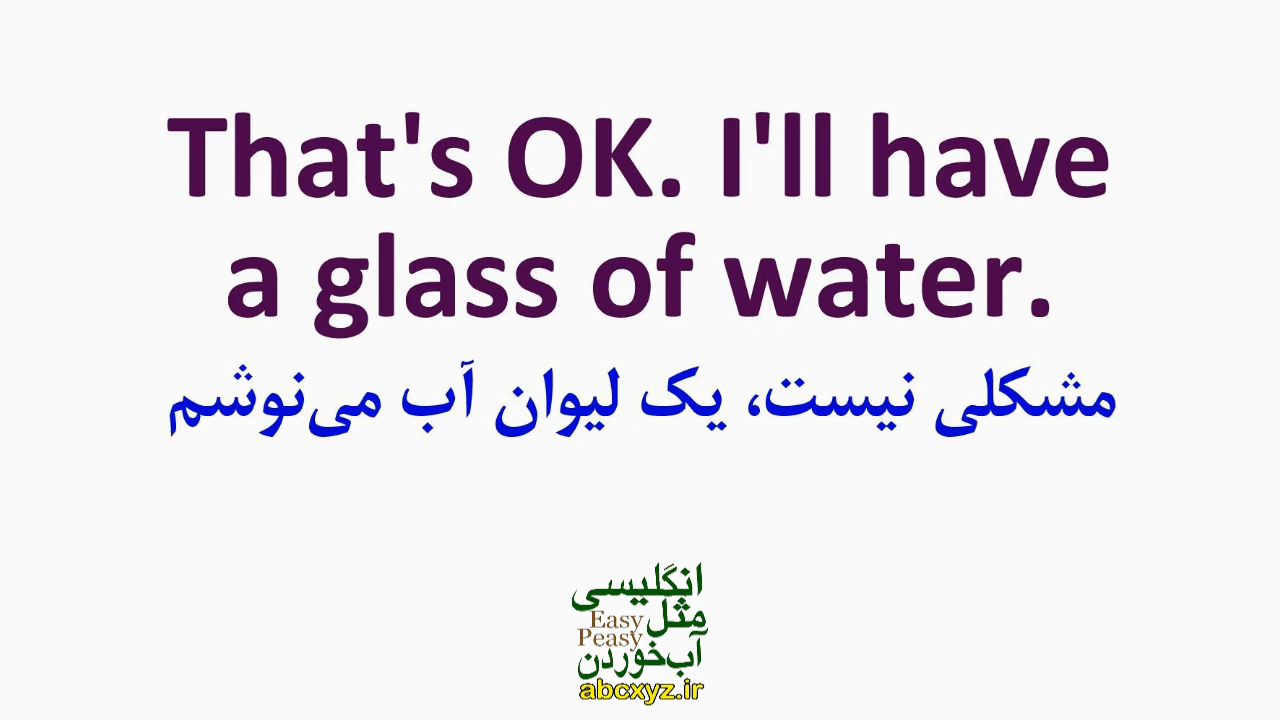 That's OK. I'll have
a glass of water.
مشکلی نیست، یک لیوان آب می‌نوشم
انگلیسی
مثل
Easy
Peasy
آب‌خوردن
abcxyz.ir